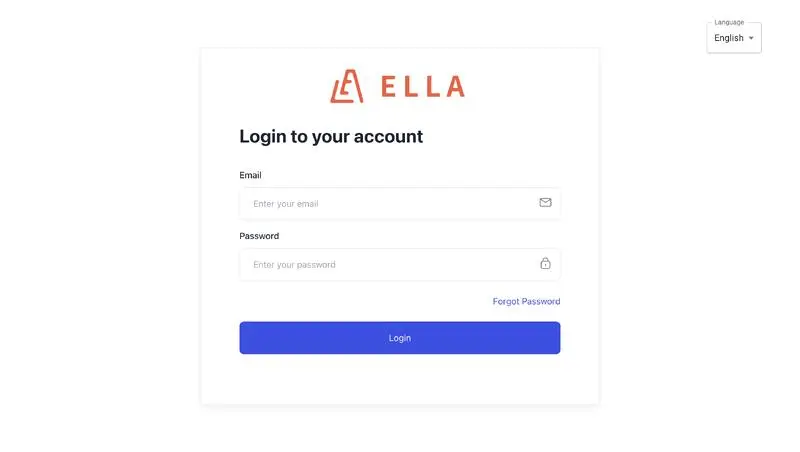 Language
English
ELLA
Login to your account
Email
Enter your email
Password
Enter your password
Forgot Password
Login